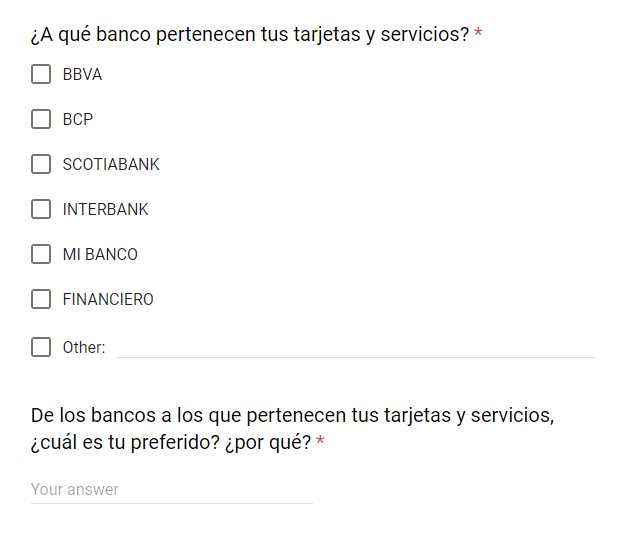 ¿A qué banco pertenecen tus tarjetas y servicios? *
BBVA
BCP
SCOTIABANK
INTERBANK
MI BANCO
FINANCIERO
Other:
De los bancos a los que pertenecen tus tarjetas y servicios,
¿cuál es tu preferido? ¿por qué? *
Your answer